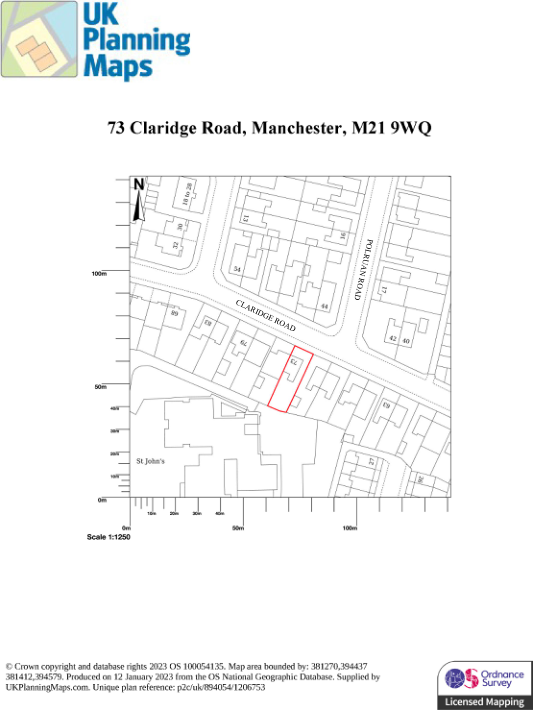 UK
Planning
Maps
73 Claridge Road, Manchester, M21 9WQ
N
18 to 28
30
32
13
16
54
44
POLRUAN ROAD
17
42 40
CLARIDGE ROAD
89
83
79
73
63
27
St John's
100m
50m
40m
30m
20m
10m
0m
0m
10m
20m
30m
40m
50m
100m
Scale 1:1250
© Crown copyright and database rights 2023 OS 100054135. Map area bounded by: 381270,394437
381412,394579. Produced on 12 January 2023 from the OS National Geographic Database. Supplied by
UKPlanningMaps.com. Unique plan reference: p2c/uk/894054/1206753
Ordnance
Survey
Licensed Mapping